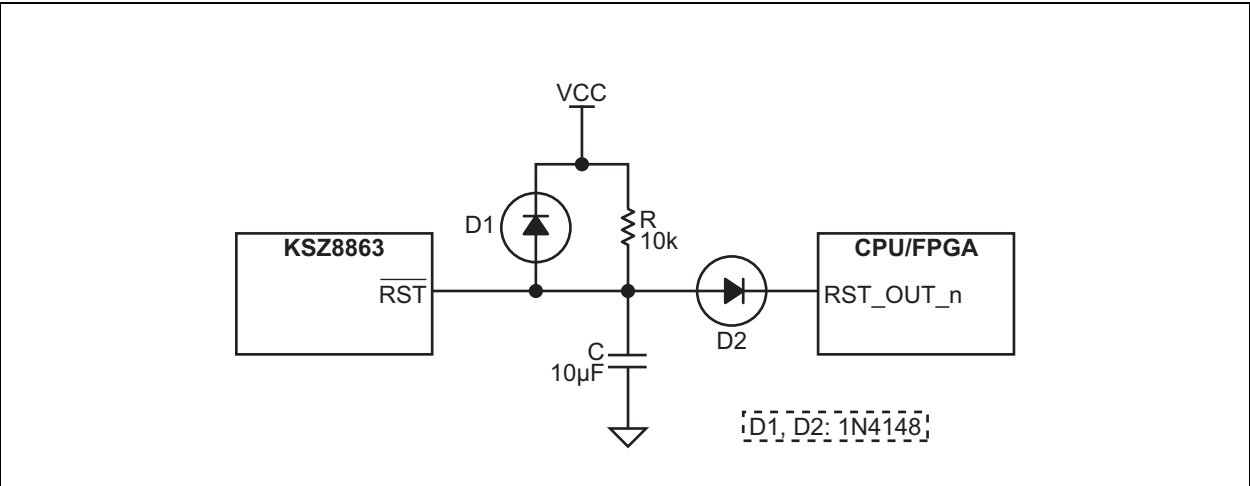 VCC
D1
R
10k
KSZ8863
CPU/FPGA
RST
RST_OUT_n
D2
C
10µF
D1, D2: 1N4148